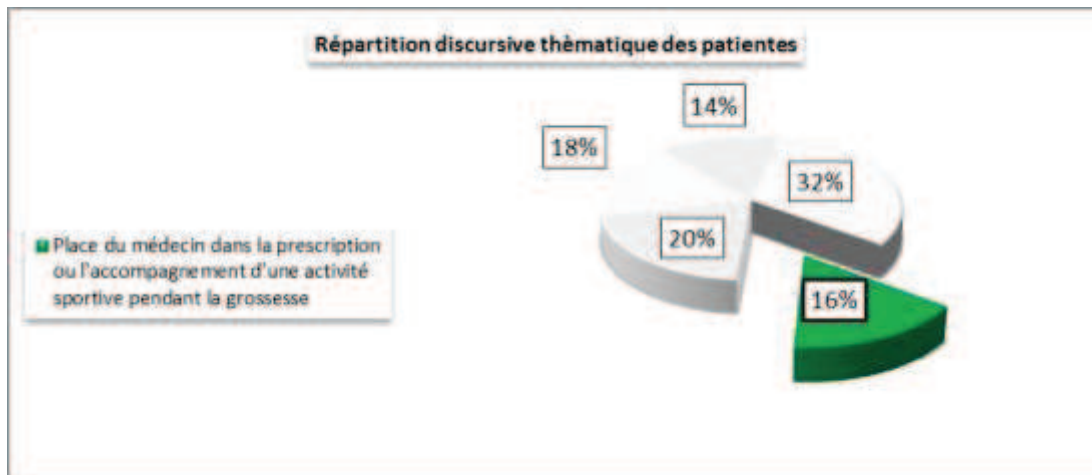 Répartition discursive thèmatique des patientes
14%
18%
32%
20%
Place du médecin dans la prescription
ou l'accompagnement d'une activité
sportive pendant la grossesse
16%